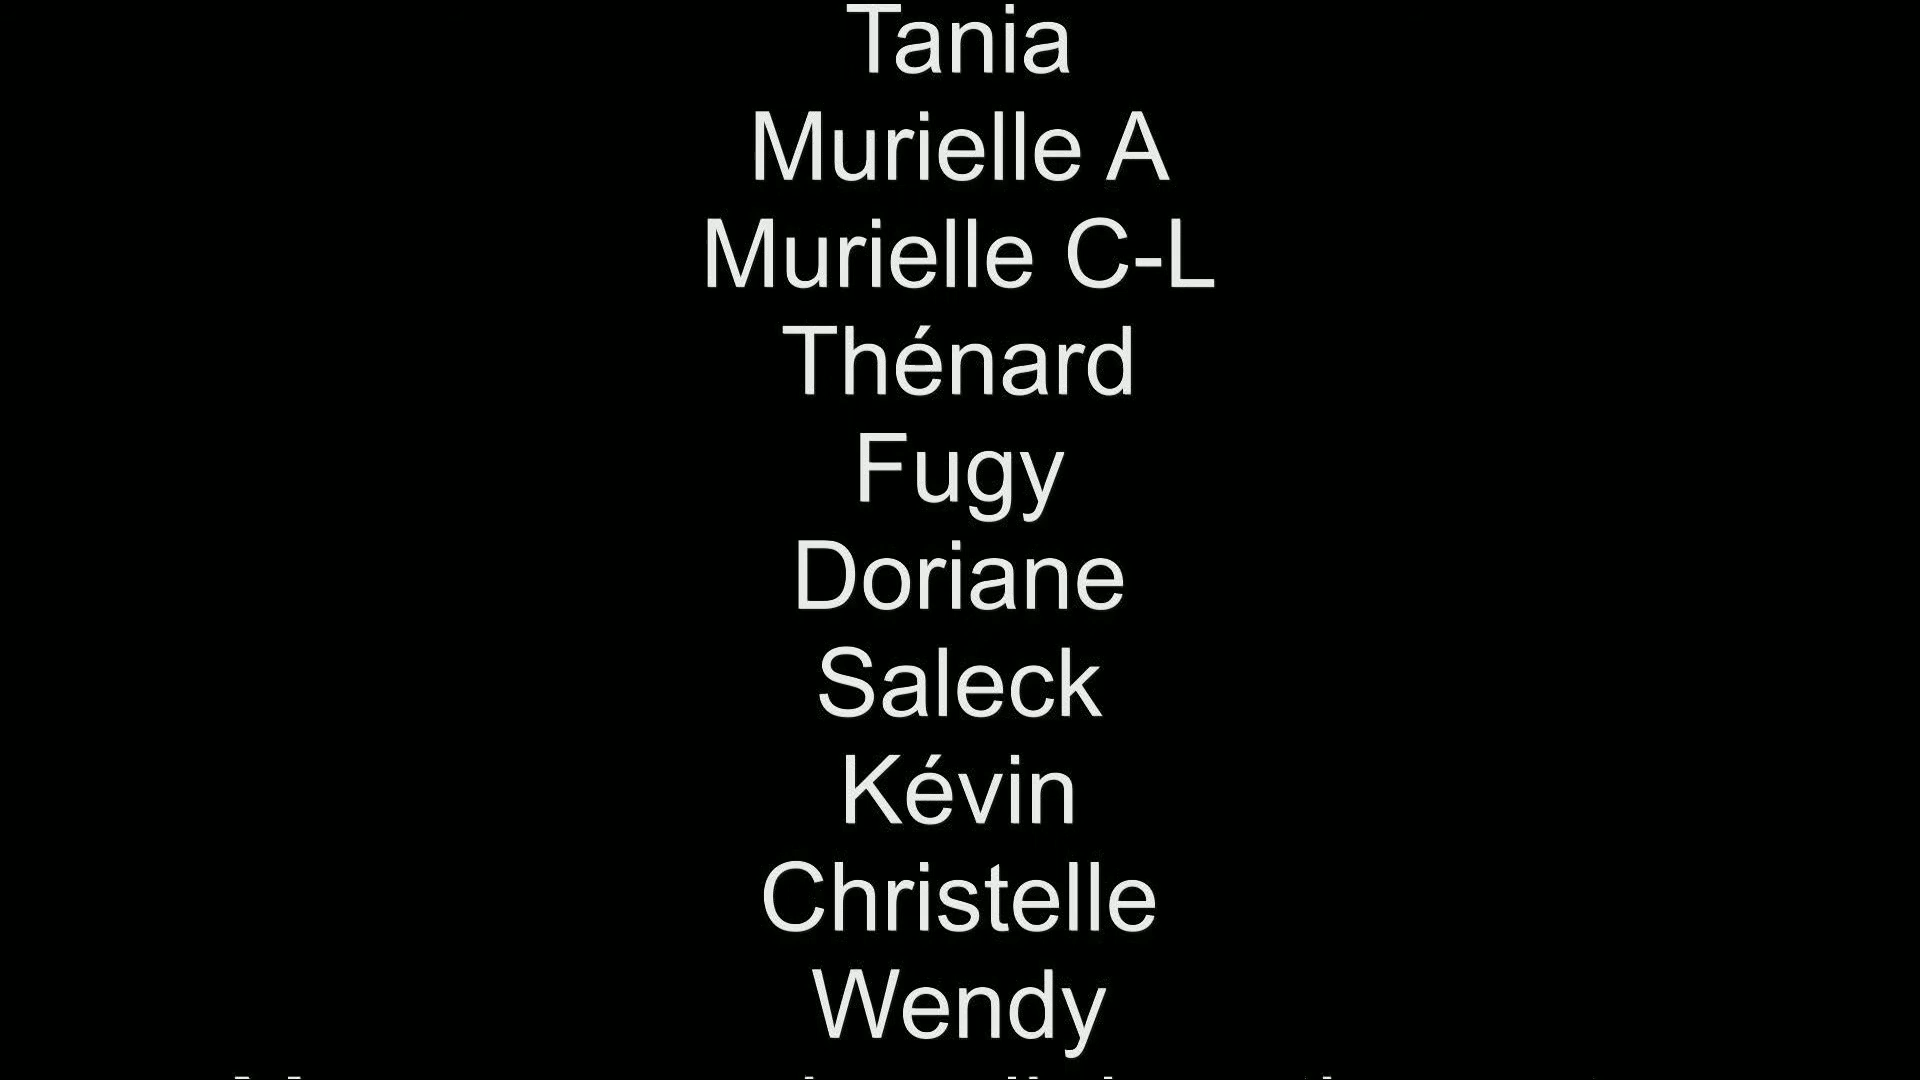 Tania
Murielle A
Murielle C-L
Thénard
Fugy
Doriane
Saleck
Kévin
Christelle
Wendy